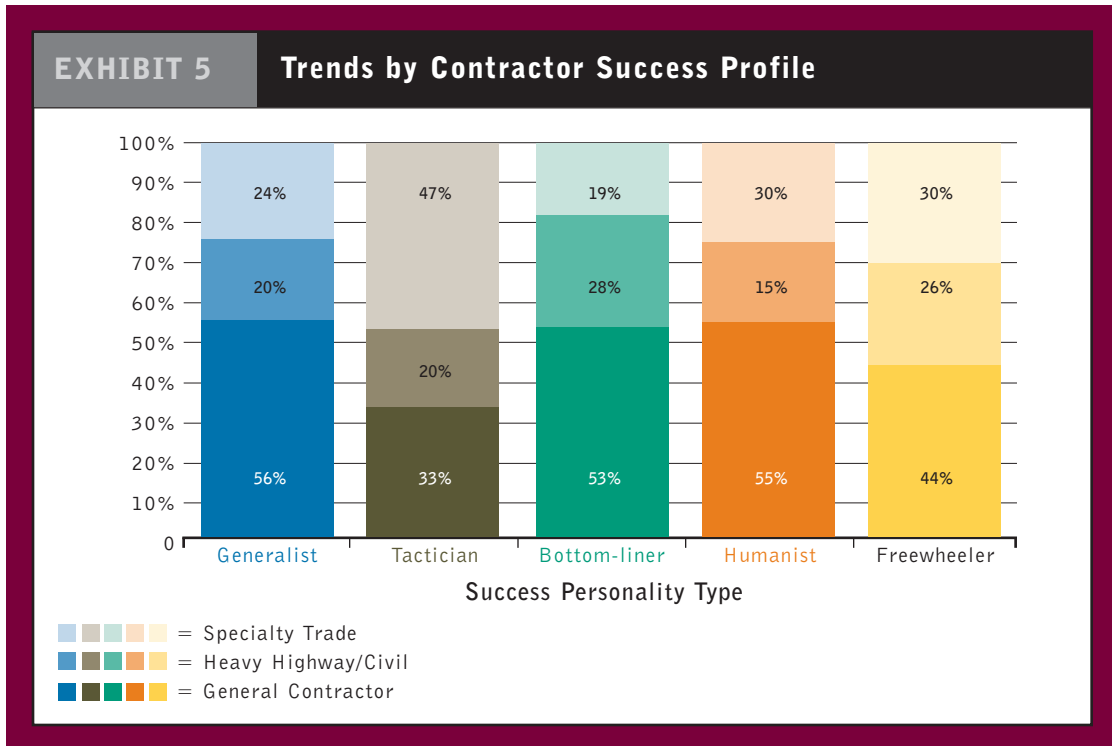 EXHIBIT 5
Trends by Contractor Success Profile
100%
90%
80%
70%
60%
50%
40%
30%
20%
10%
0
24% 47% 19% 30% 30%
20% 28% 15% 26%
20%
56% 33% 53% 55% 44%
Generalist Tactician Bottom-liner Humanist Freewheeler
Success Personality Type
= Specialty Trade
= Heavy Highway/Civil
= General Contractor